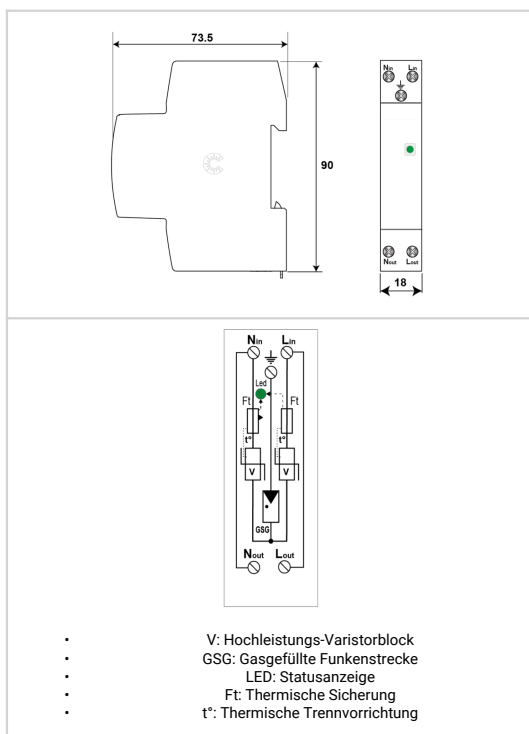 73.5
90
Nin Lin
Nout Lout
18
Nin Lin
Led
Ft Ft
t° t°
V V
GSG
Nout Lout
• V: Hochleistungs-Varistorblock
• GSG: Gasgefüllte Funkenstrecke
• LED: Statusanzeige
• Ft: Thermische Sicherung
• t°: Thermische Trennvorrichtung